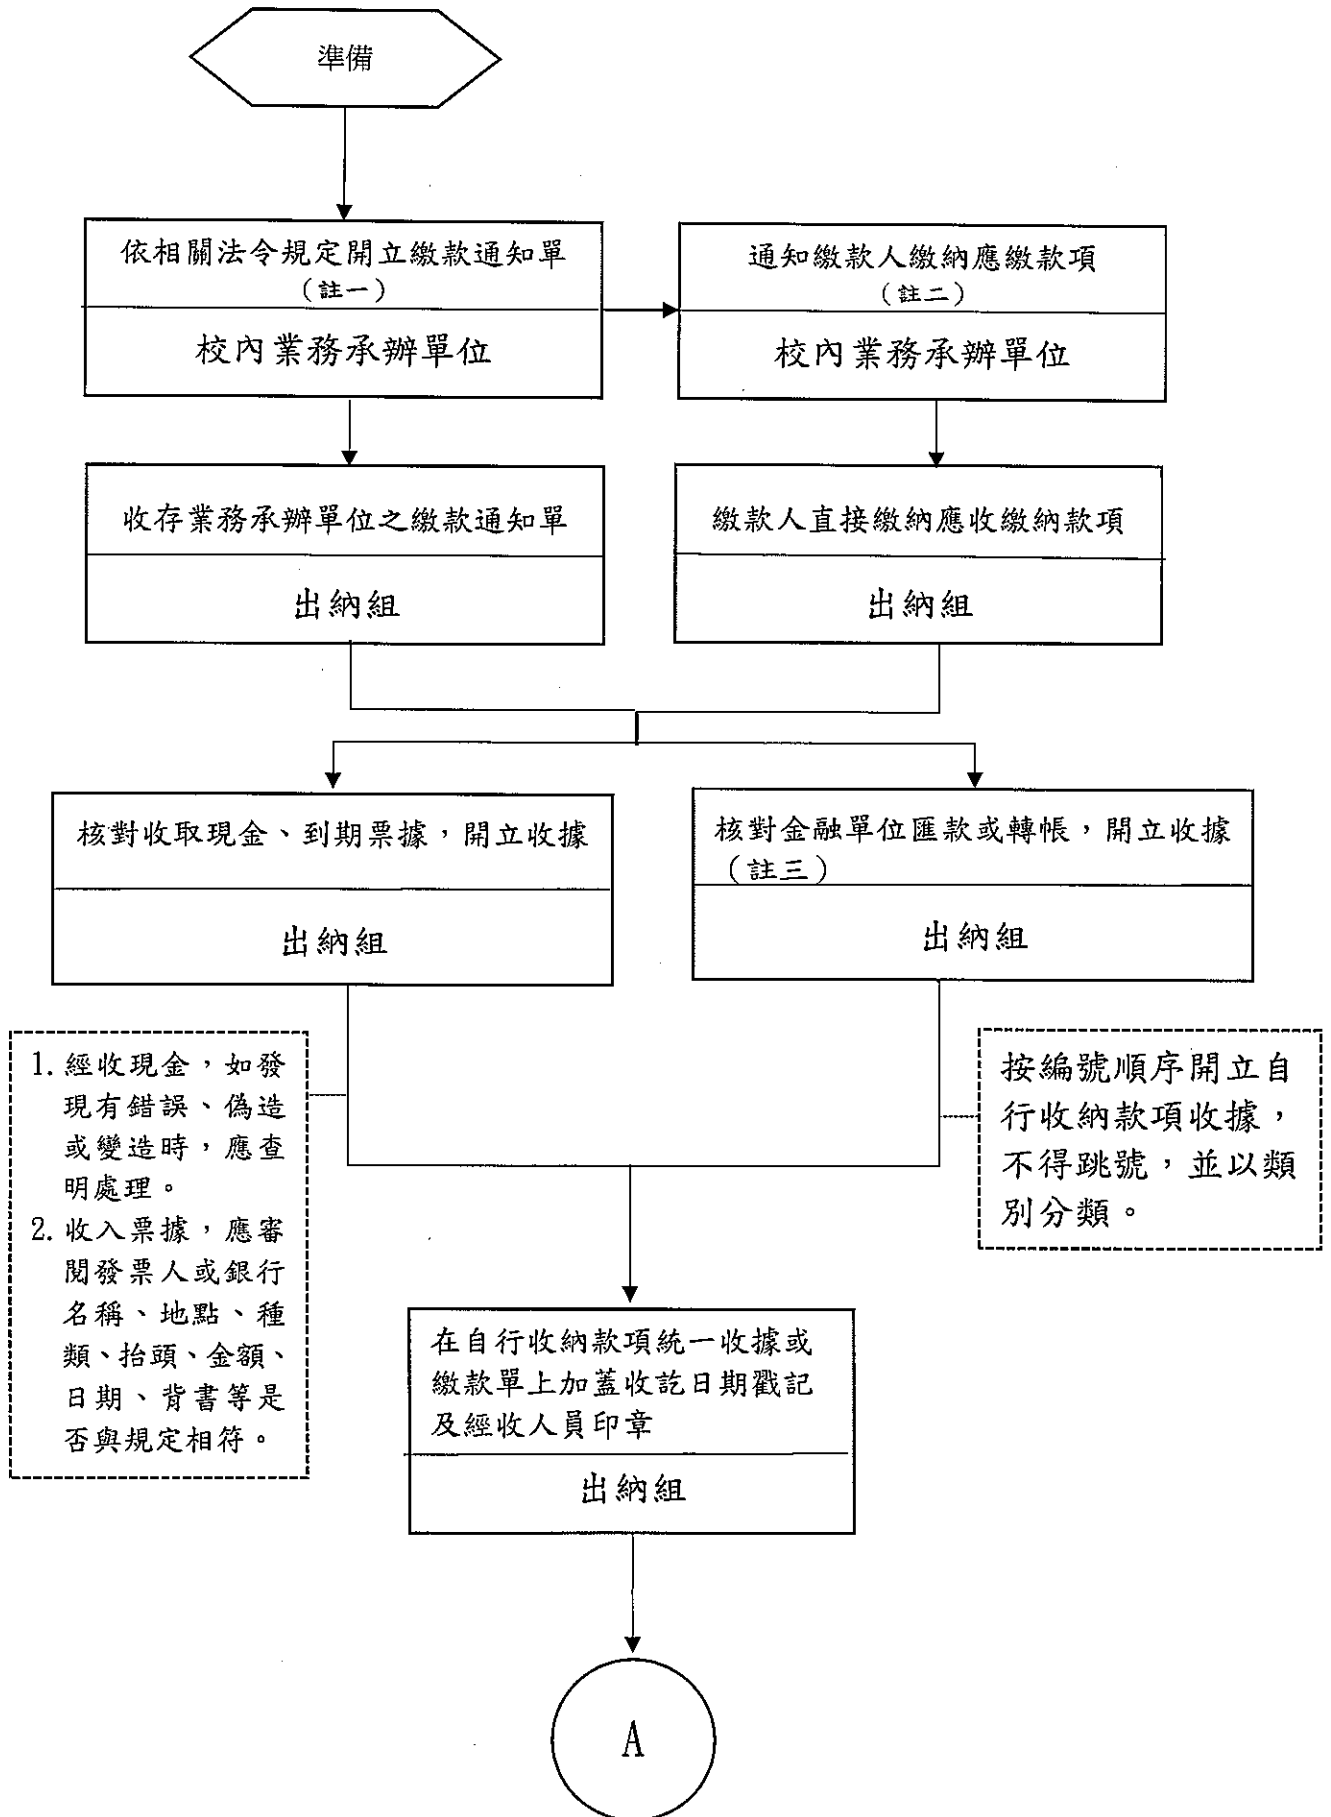 準備
依相關法令規定開立繳款通知單
（註一）
校內業務承辦單位
通知繳款人繳納應繳款項
（註二）
校內業務承辦單位
收存業務承辦單位之繳款通知單
出納組
繳款人直接繳納應收繳納款項
出納組
核對收取現金、到期票據，開立收據
出納組
核對金融單位匯款或轉帳，開立收據
（註三）
出納組
1. 經收現金，如發
現有錯誤、偽造
或變造時，應查
明處理。
2. 收入票據，應審
閱發票人或銀行
名稱、地點、種
類、抬頭、金額、
日期、背書等是
否與規定相符。
按編號順序開立自
行收納款項收據，
不得跳號，並以類
別分類。
在自行收納款項統一收據或
繳款單上加蓋收訖日期戳記
及經收人員印章
出納組
A